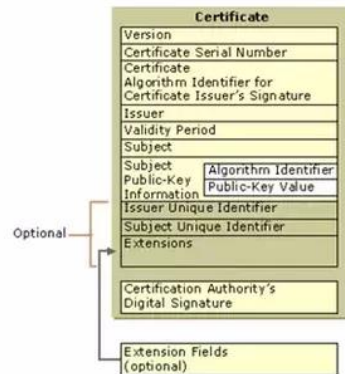 Certificate
Version
Certificate Serial Number
Certificate
Algorithm Identifier for
Certificate Issuer's Signature
Issuer
Validity Period
Subject
Subject
Public-Key
Information
Algorithm Identifier
Public-Key Value
Issuer Unique Identifier
Optional
Subject Unique Identifier
Extensions
Certification Authority's
Digital Signature
Extension Fields
(optional)